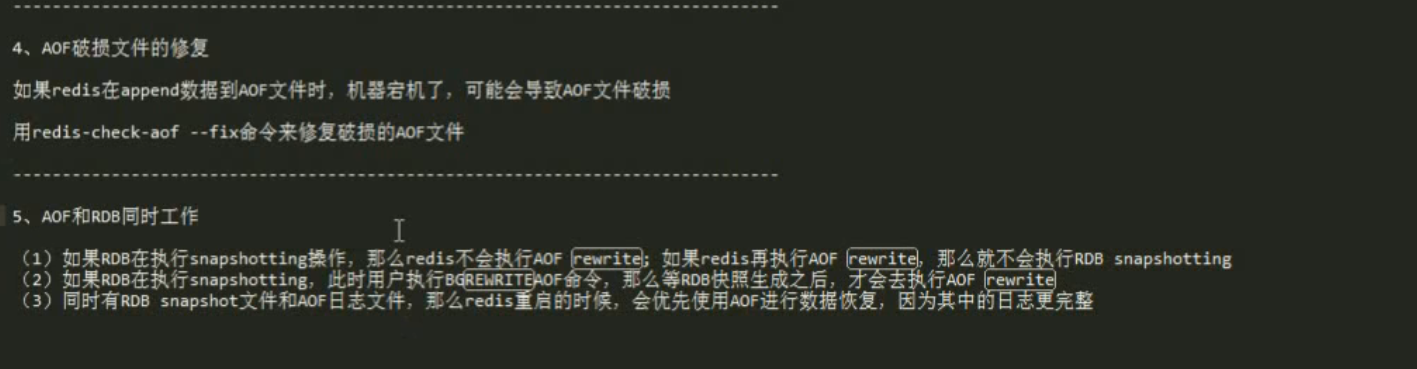 --------------------------------------------------------------------------------
4、AOF破损文件的修复
如果redis在append数据到AOF文件时，机器宕机了，可能会导致AOF文件破损
用redis-check-aof --fix命令来修复破损的AOF文件
--------------------------------------------------------------------------------
5、AOF和RDB同时工作
（1）如果RDB在执行snapshotting操作，那么redis不会执行AOF rewrite；如果redis再执行AOF rewrite，那么就不会执行RDB snapshotting
（2）如果RDB在执行snapshotting，此时用户执行BGREWRITEAOF命令，那么等RDB快照生成之后，才会去执行AOF rewrite
（3）同时有RDB snapshot文件和AOF日志文件，那么redis重启的时候，会优先使用AOF进行数据恢复，因为其中的日志更完整